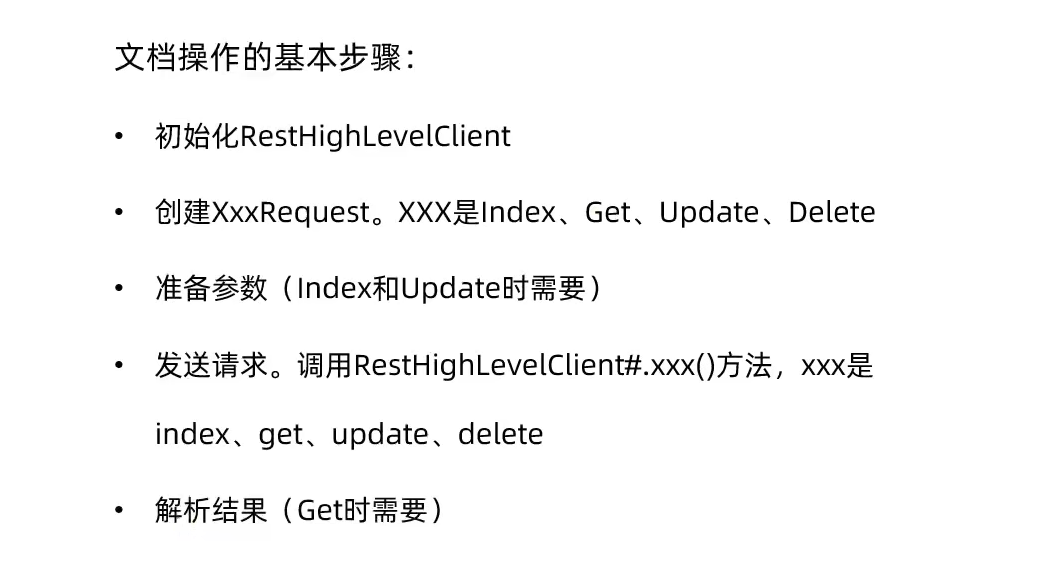 文档操作的基本步骤：
• 初始化RestHighLevelClient
• 创建XxxRequest。XXX是Index、Get、Update、Delete
• 准备参数（Index和Update时需要）
• 发送请求。调用RestHighLevelClient#.xxx()方法，xxx是
index、get、update、delete
• 解析结果（Get时需要）